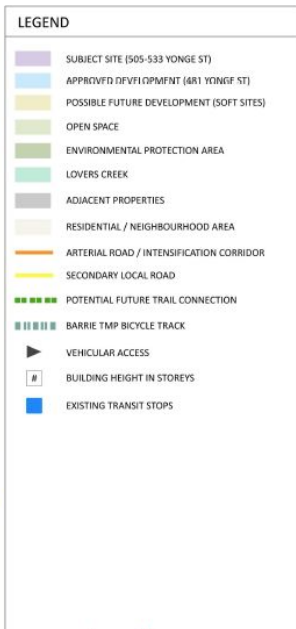 LEGEND
SUBJECT SITE (505-533 YONGE ST)
APPROVED DEVELOPMENT (481 YONGE ST)
POSSIBLE FUTURE DEVELOPMENT (SOFT SITES)
OPEN SPACE
ENVIRONMENTAL PROTECTION AREA
LOVERS CREEK
ADJACENT PROPERTIES
RESIDENTIAL / NEIGHBOURHOOD AREA
ARTERIAL ROAD / INTENSIFICATION CORRIDOR
SECONDARY LOCAL ROAD
POTENTIAL FUTURE TRAIL CONNECTION
BARRIE TMP BICYCLE TRACK
VEHICULAR ACCESS
# BUILDING HEIGHT IN STOREYS
EXISTING TRANSIT STOPS